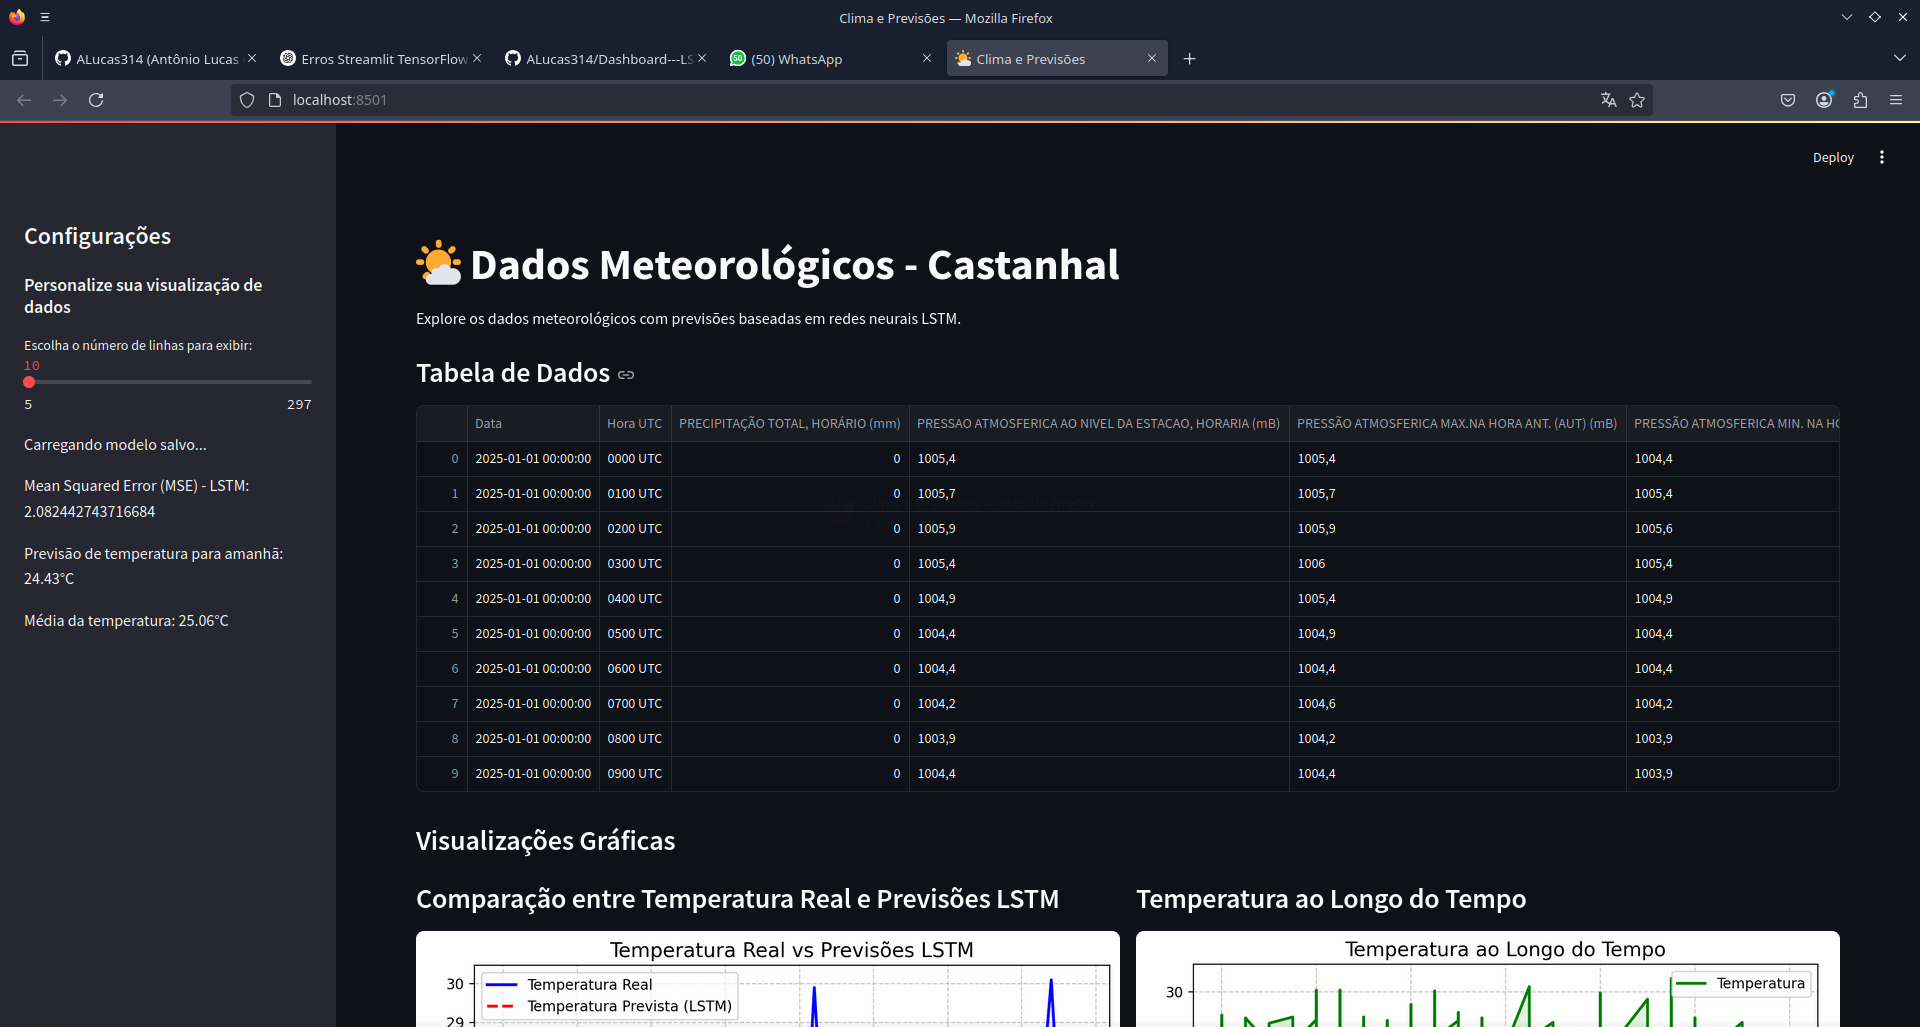 Clima e Previsões — Mozilla Firefox
ALucas314 (Antônio Lucas
Erros Streamlit TensorFlow
ALucas314/Dashboard---LS
(50) WhatsApp
Clima e Previsões
localhost:8501
Deploy
Configurações
Personalize sua visualização de
dados
Escolha o número de linhas para exibir:
10
5 297
Carregando modelo salvo...
Mean Squared Error (MSE) - LSTM:
2.082442743716684
Previsão de temperatura para amanhã:
24.43°C
Média da temperatura: 25.06°C
Dados Meteorológicos - Castanhal
Explore os dados meteorológicos com previsões baseadas em redes neurais LSTM.
Tabela de Dados
Data Hora UTC PRECIPITAÇÃO TOTAL, HORÁRIO (mm) PRESSAO ATMOSFERICA AO NIVEL DA ESTACAO, HORARIA (mB) PRESSÃO ATMOSFERICA MAX.NA HORA ANT. (AUT) (mB) PRESSÃO ATMOSFERICA MIN. NA HO
0 2025-01-01 00:00:00 0000 UTC 0 1005,4 1005,4 1004,4
1 2025-01-01 00:00:00 0100 UTC 0 1005,7 1005,7 1005,4
2 2025-01-01 00:00:00 0200 UTC 0 1005,9 1005,9 1005,6
3 2025-01-01 00:00:00 0300 UTC 0 1005,4 1006 1005,4
4 2025-01-01 00:00:00 0400 UTC 0 1004,9 1005,4 1004,9
5 2025-01-01 00:00:00 0500 UTC 0 1004,4 1004,9 1004,4
6 2025-01-01 00:00:00 0600 UTC 0 1004,4 1004,4 1004,4
7 2025-01-01 00:00:00 0700 UTC 0 1004,2 1004,6 1004,2
8 2025-01-01 00:00:00 0800 UTC 0 1003,9 1004,2 1003,9
9 2025-01-01 00:00:00 0900 UTC 0 1004,4 1004,4 1003,9
Visualizações Gráficas
Comparação entre Temperatura Real e Previsões LSTM
Temperatura Real vs Previsões LSTM
30
Temperatura Real
Temperatura Prevista (LSTM)
29
Temperatura ao Longo do Tempo
Temperatura ao Longo do Tempo
30
Temperatura